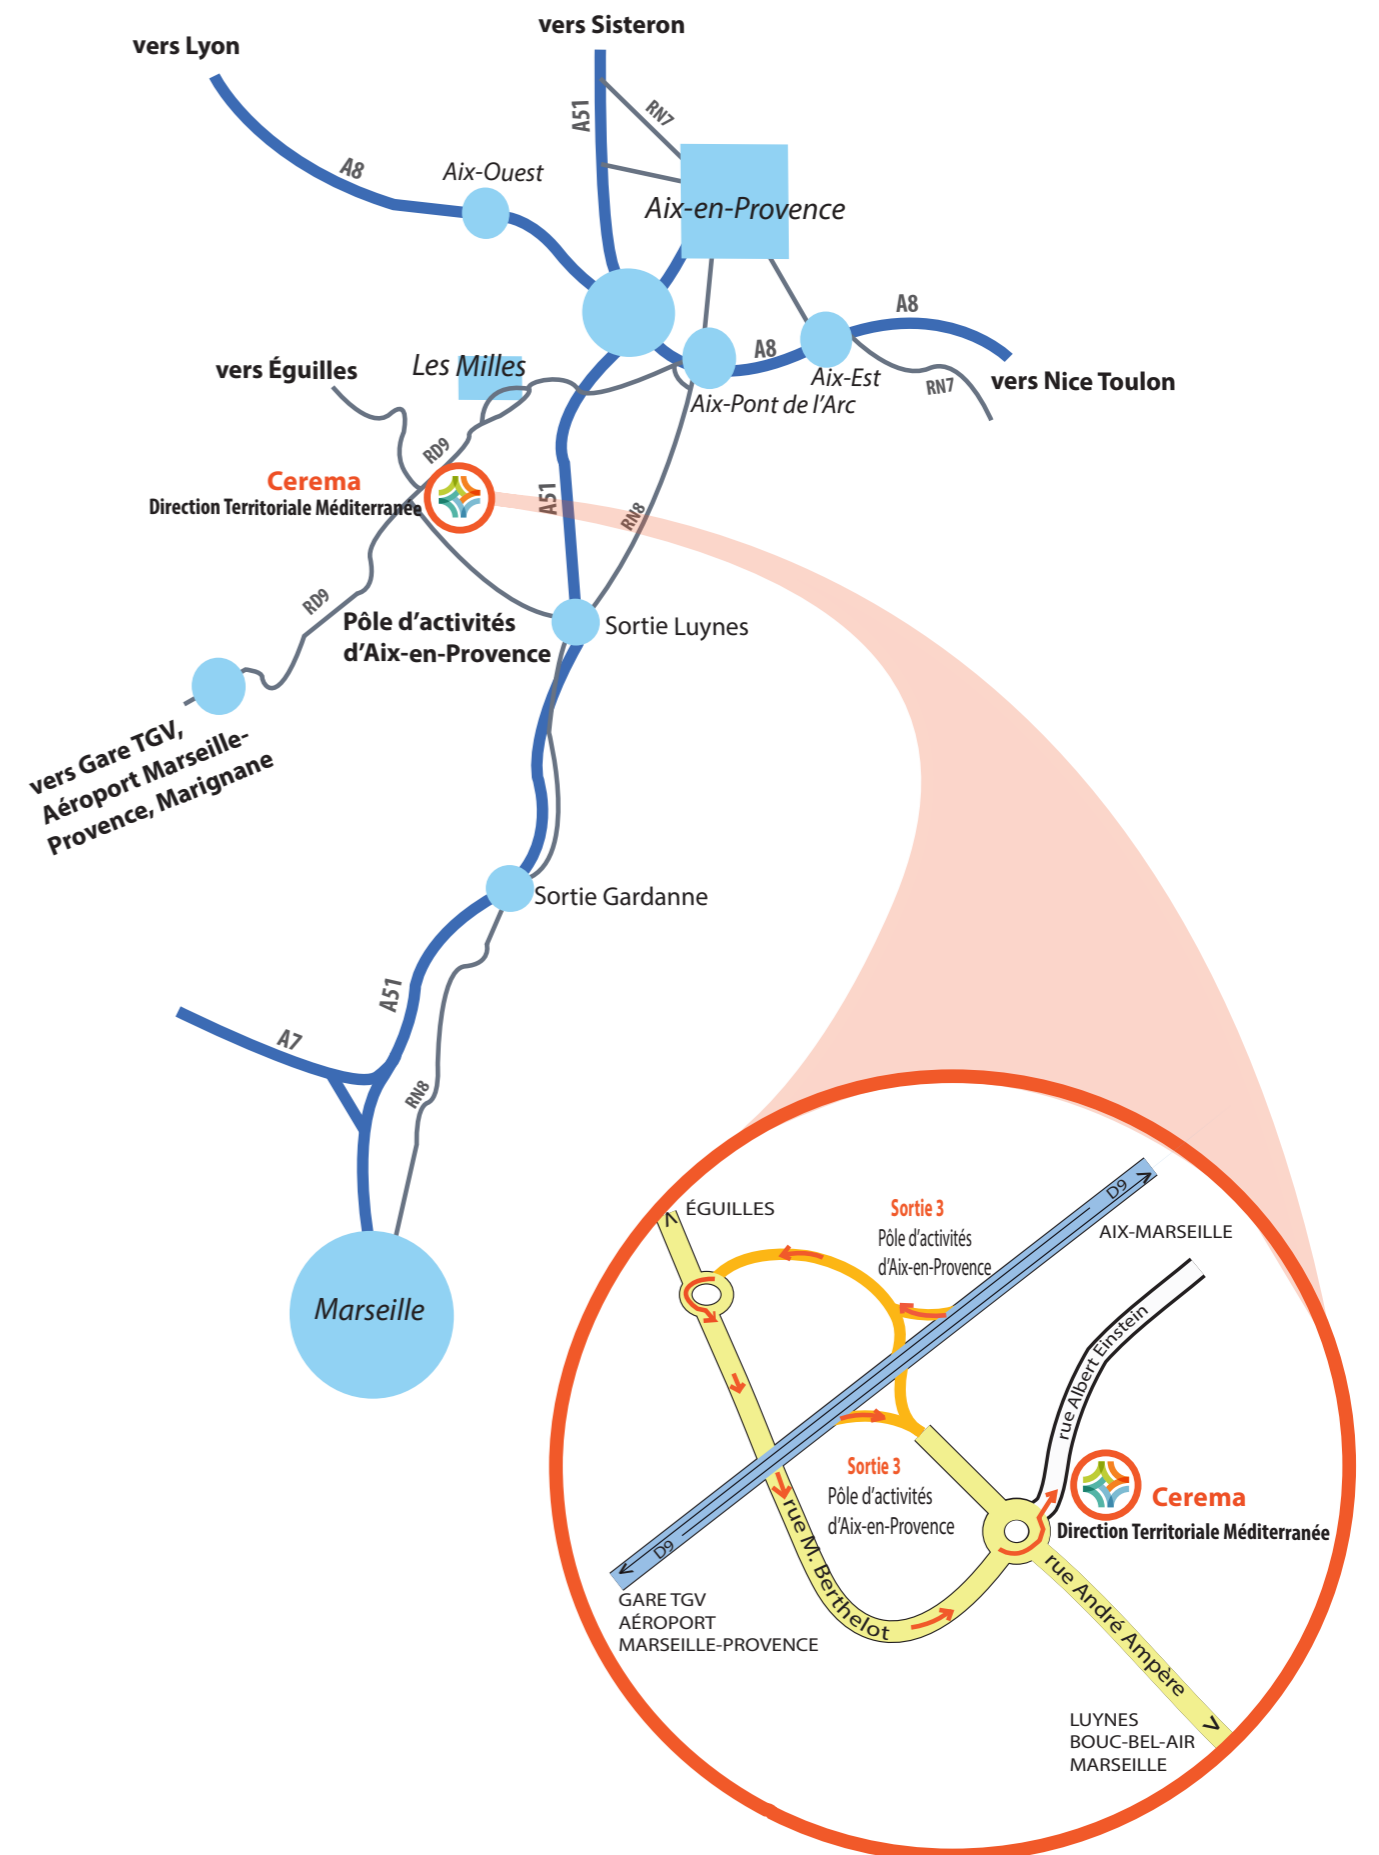 vers Sisteron
vers Lyon
A51
RN7
A8
Aix-Ouest
Aix-en-Provence
A8
A8
vers Éguilles
Les Milles
Aix-Est
RN7
vers Nice Toulon
Aix-Pont de l'Arc
RD9
Cerema
Direction Territoriale Méditerranée
A51
RN8
RD9
Pôle d'activités
d'Aix-en-Provence
Sortie Luynes
vers Gare TGV,
Aéroport Marseille-
Provence, Marignane
Sortie Gardanne
A51
A7
RN8
Marseille
D9
ÉGUILLES
Sortie 3
Pôle d'activités
d'Aix-en-Provence
AIX-MARSEILLE
rue Albert Einstein
Sortie 3
Pôle d'activités
d'Aix-en-Provence
Cerema
Direction Territoriale Méditerranée
D9
rue M. Berthelot
GARE TGV
AÉROPORT
MARSEILLE-PROVENCE
rue André Ampère
LUYNES
BOUC-BEL-AIR
MARSEILLE